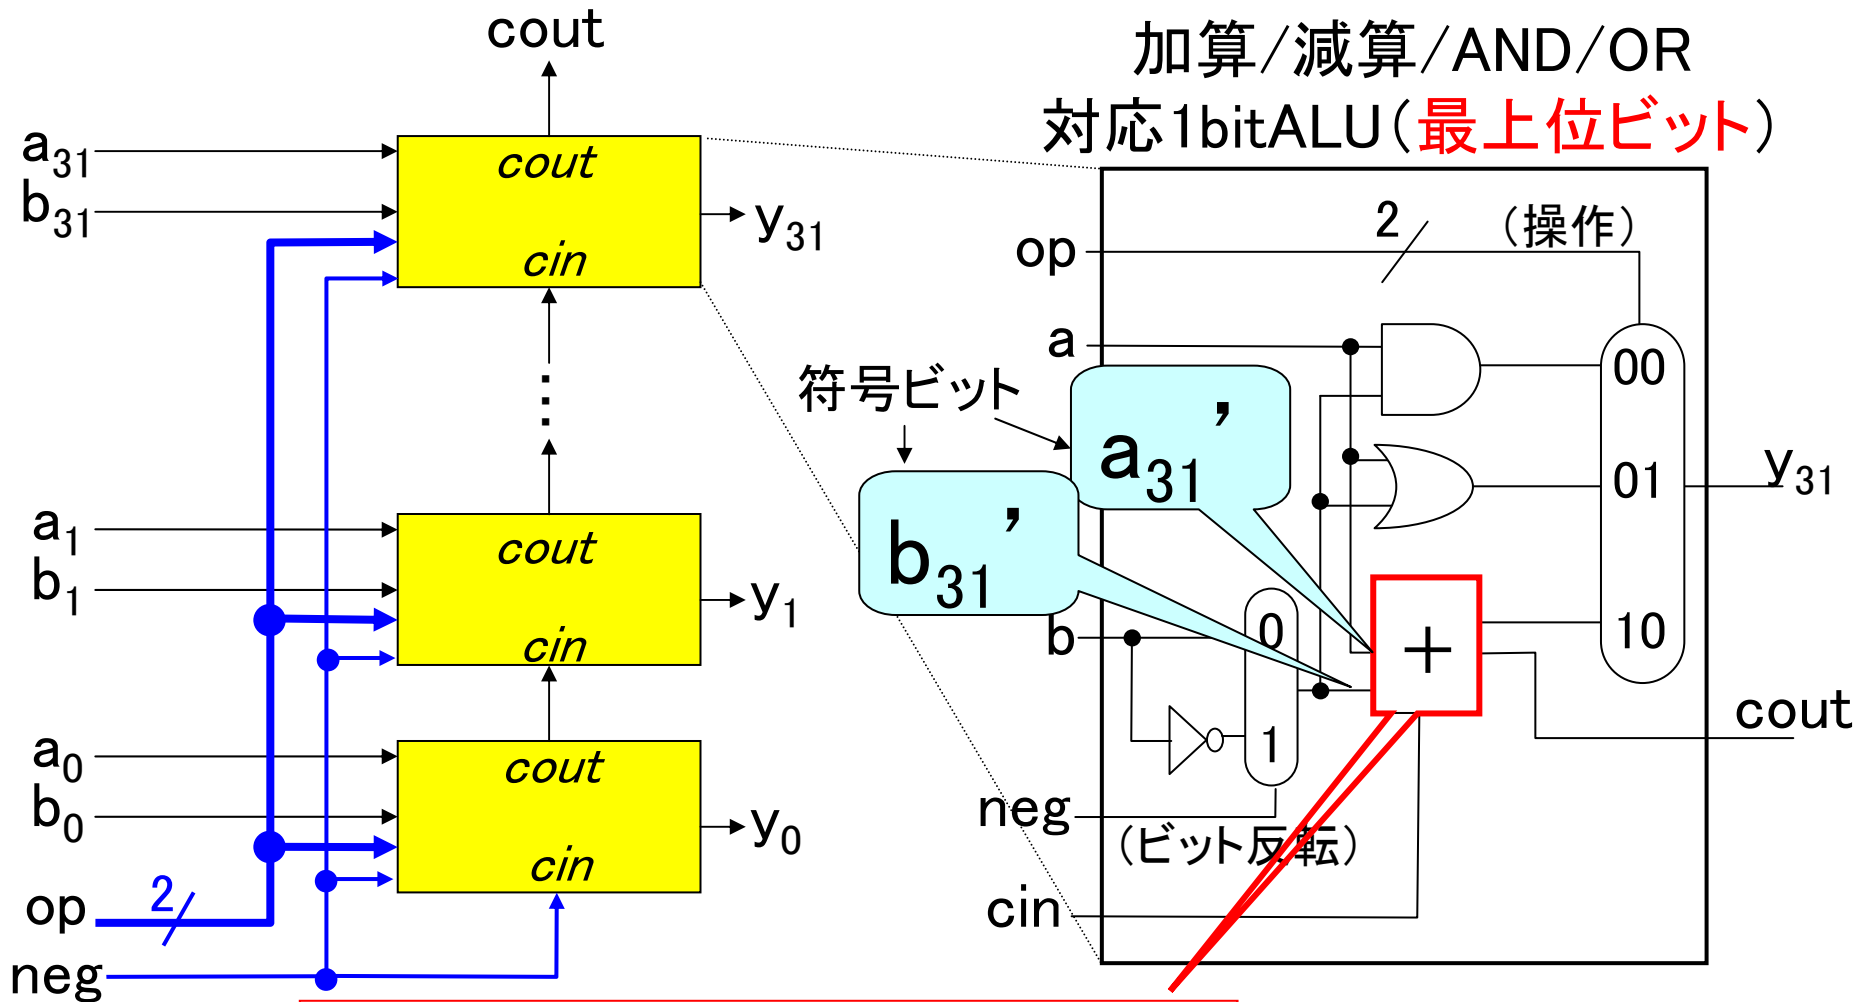 cout
加算/減算/AND/OR
対応1bitALU(最上位ビット)
a31
b31
cout
cin
y31
op
2
(操作)
a
00
符号ビット
a31’
01
y31
b31’
a1
b1
cout
cin
y1
b
0
1
+
10
cout
a0
b0
cout
cin
y0
neg
(ビット反転)
cin
op
2
neg